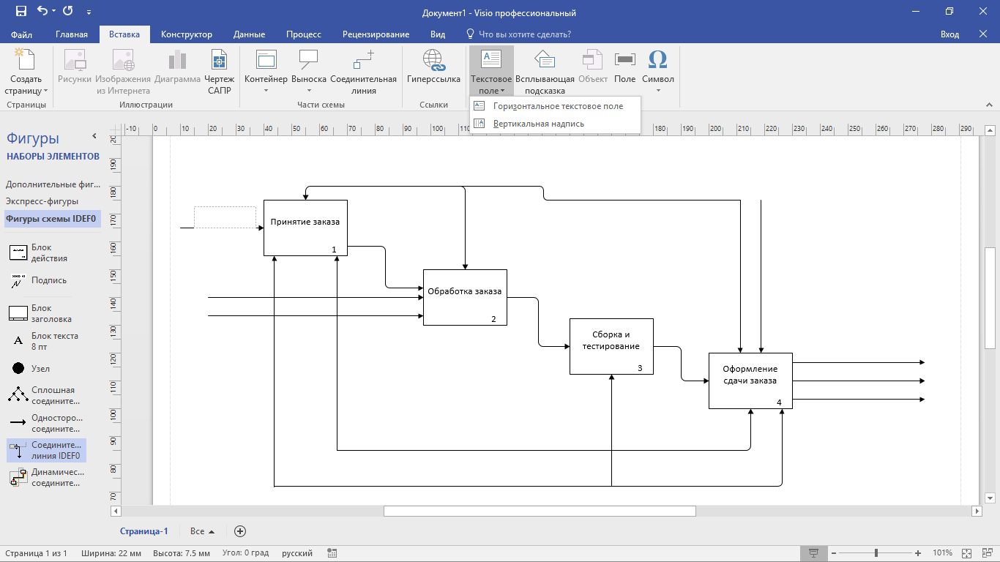 Документ1 - Visio профессиональный
Файл Главная Вставка Конструктор Данные Процесс Рецензирование Вид Что вы хотите сделать? Вход
Создать страницу
Рисунки
Изображения из Интернета
Диаграмма
Чертеж САПР
Контейнер
Выноска
Соединительная линия
Гиперссылка
Текстовое поле
Всплывающая подсказка
Объект
Поле
Символ
Страницы Иллюстрации Части схемы Ссылки
Горизонтальное текстовое поле
Вертикальная надпись
-10 0 10 20 30 40 50 60 70 80 90 100 110 180 190 200 210 220 230 240 250 260 270 280 290
190 180 170 160 150 140 130 120 110 100 90 80 70
Фигуры
НАБОРЫ ЭЛЕМЕНТОВ
Дополнительные фиг...
Экспресс-фигуры
Фигуры схемы IDEF0
Блок
действия
Подпись
Блок
заголовка
Блок текста
8 пт
Узел
Сплошная
соедините...
Односторо...
соедините...
Соедините...
линия IDEF0
Динамичес...
соедините...
Принятие заказа
1
Обработка заказа
2
Сборка и
тестирование
3
Оформление
сдачи заказа
4
Страница-1 Все
Страница 1 из 1 Ширина: 22 мм Высота: 7.5 мм Угол: 0 град русский 101%